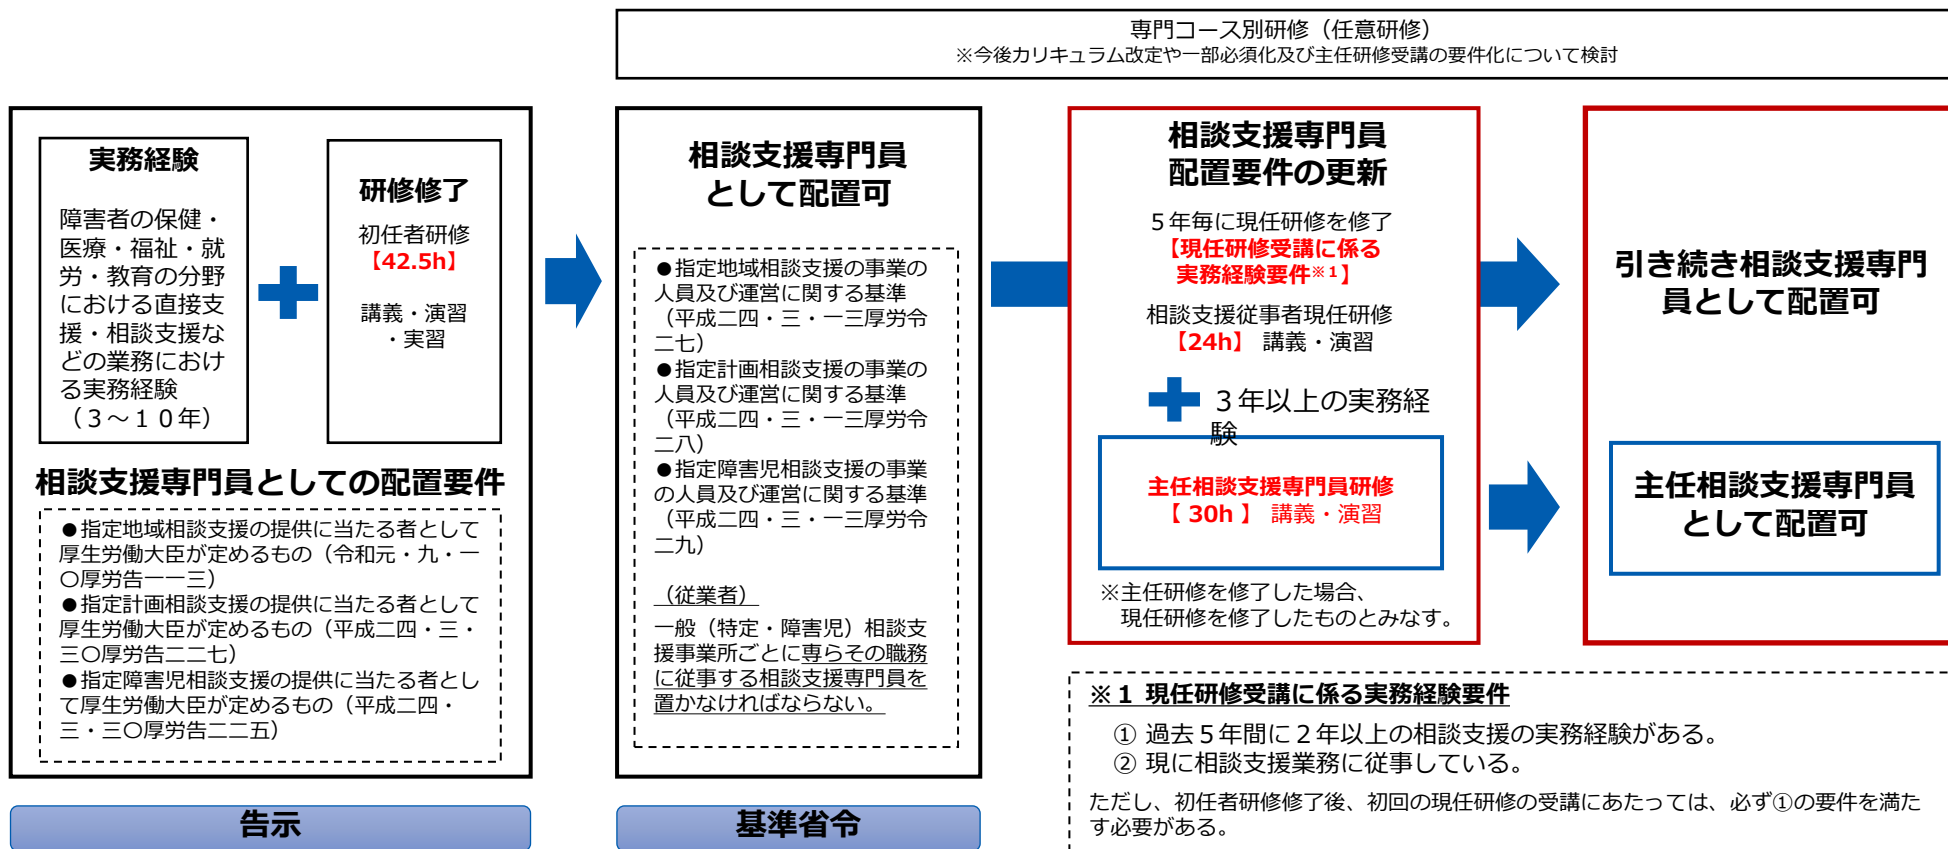 専門コース別研修（任意研修）
※今後カリキュラム改定や一部必須化及び主任研修受講の要件化について検討
実務経験
障害者の保健・
医療・福祉・就
労・教育の分野
における直接支
援・相談支援な
どの業務におけ
る実務経験
（３～１０年）
研修修了
初任者研修
【42.5h】
講義・演習
・実習
相談支援専門員としての配置要件
●指定地域相談支援の提供に当たる者として
厚生労働大臣が定めるもの（令和元・九・一
〇厚労告一一三）
●指定計画相談支援の提供に当たる者として
厚生労働大臣が定めるもの（平成二四・三・
三〇厚労告二二七）
●指定障害児相談支援の提供に当たる者とし
て厚生労働大臣が定めるもの（平成二四・
三・三〇厚労告二二五）
告示
相談支援専門員
として配置可
●指定地域相談支援の事業の
人員及び運営に関する基準
（平成二四・三・一三厚労令
二七）
●指定計画相談支援の事業の
人員及び運営に関する基準
（平成二四・三・一三厚労令
二八）
●指定障害児相談支援の事業
の人員及び運営に関する基準
（平成二四・三・一三厚労令
二九）
（従業者）
一般（特定・障害児）相談支
援事業所ごとに専らその職務
に従事する相談支援専門員を
置かなければならない。
基準省令
相談支援専門員
配置要件の更新
５年毎に現任研修を修了
【現任研修受講に係る
実務経験要件※１】
相談支援従事者現任研修
【24h】 講義・演習
３年以上の実務経
験
主任相談支援専門員研修
【 30h 】 講義・演習
※主任研修を修了した場合、
現任研修を修了したものとみなす。
引き続き相談支援専門
員として配置可
主任相談支援専門員
として配置可
※１ 現任研修受講に係る実務経験要件
① 過去５年間に２年以上の相談支援の実務経験がある。
② 現に相談支援業務に従事している。
ただし、初任者研修修了後、初回の現任研修の受講にあたっては、必ず①の要件を満た
す必要がある。